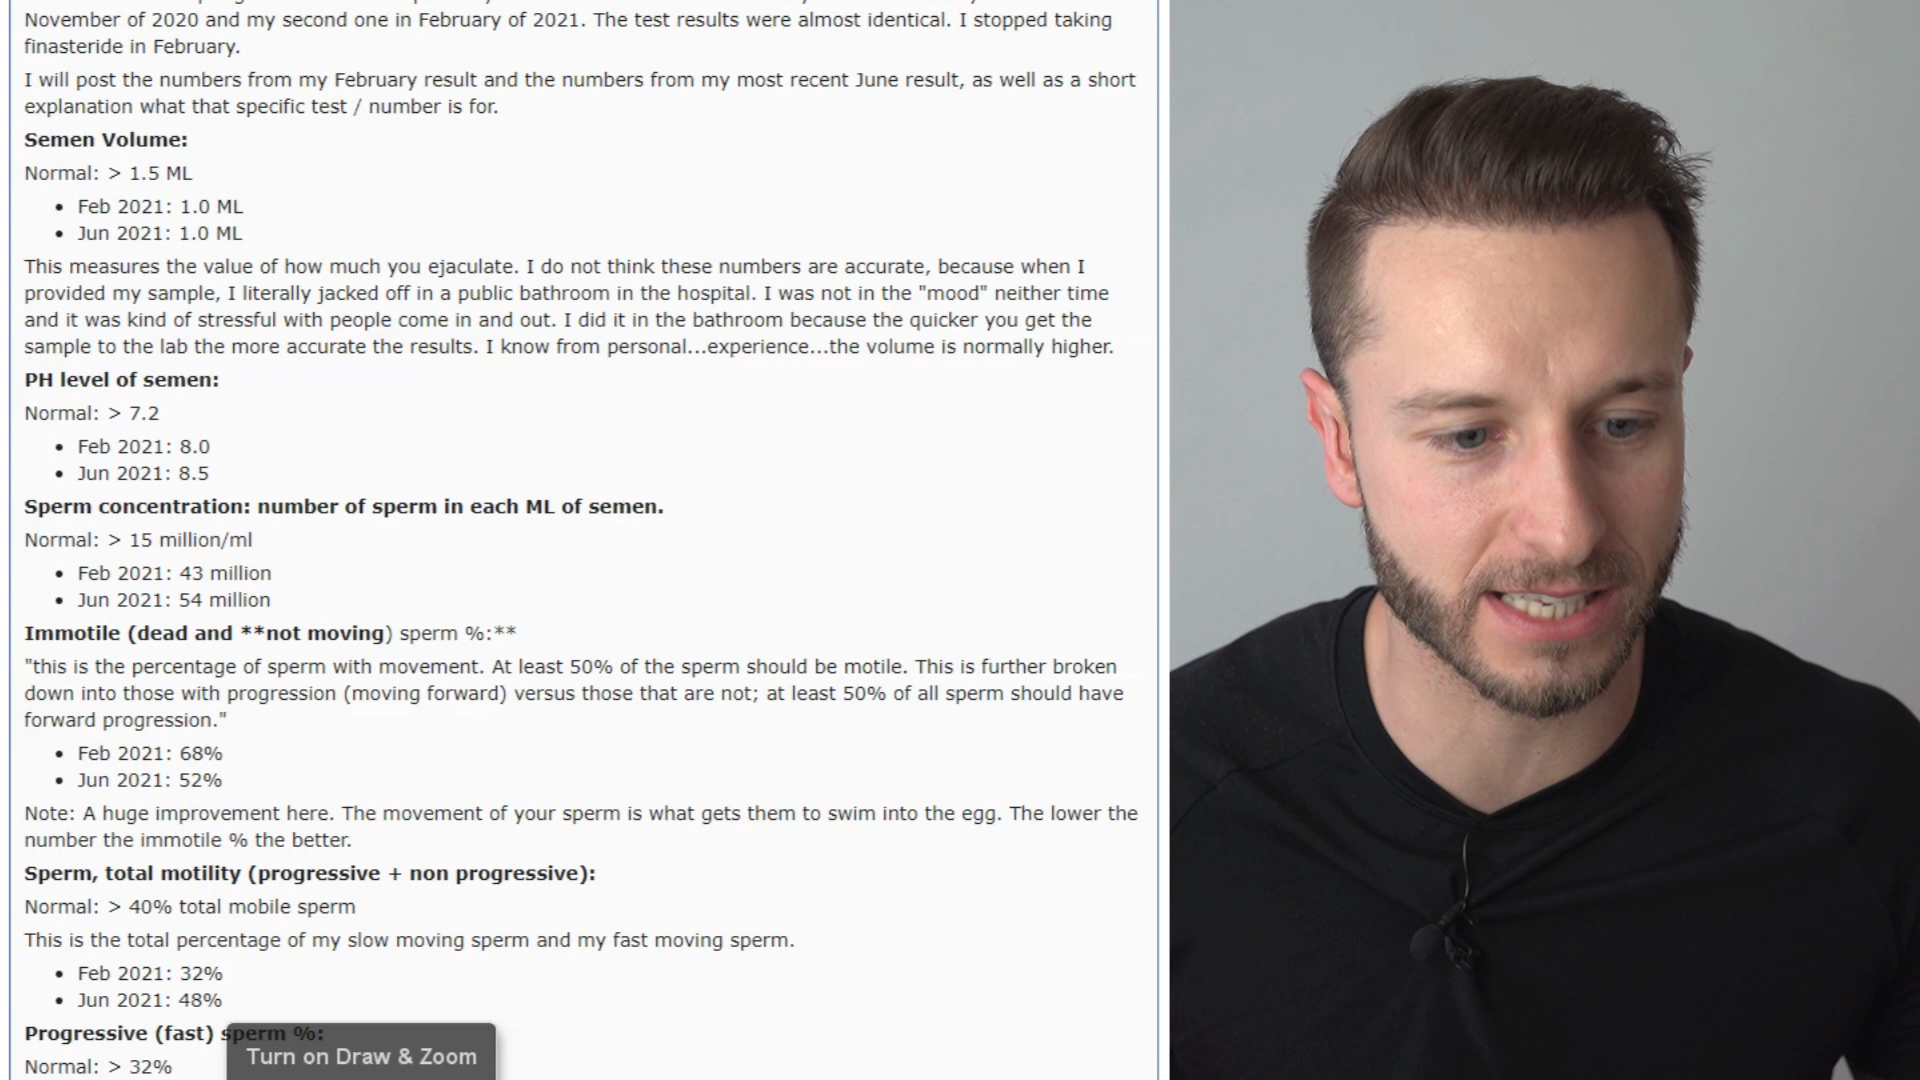 November of 2020 and my second one in February of 2021. The test results were almost identical. I stopped taking
finasteride in February.
I will post the numbers from my February result and the numbers from my most recent June result, as well as a short
explanation what that specific test / number is for.
Semen Volume:
Normal: > 1.5 ML
• Feb 2021: 1.0 ML
• Jun 2021: 1.0 ML
This measures the value of how much you ejaculate. I do not think these numbers are accurate, because when I
provided my sample, I literally jacked off in a public bathroom in the hospital. I was not in the "mood" neither time
and it was kind of stressful with people come in and out. I did it in the bathroom because the quicker you get the
sample to the lab the more accurate the results. I know from personal...experience...the volume is normally higher.
PH level of semen:
Normal: > 7.2
• Feb 2021: 8.0
• Jun 2021: 8.5
Sperm concentration: number of sperm in each ML of semen.
Normal: > 15 million/ml
• Feb 2021: 43 million
• Jun 2021: 54 million
Immotile (dead and **not moving) sperm %:**
"this is the percentage of sperm with movement. At least 50% of the sperm should be motile. This is further broken
down into those with progression (moving forward) versus those that are not; at least 50% of all sperm should have
forward progression."
• Feb 2021: 68%
• Jun 2021: 52%
Note: A huge improvement here. The movement of your sperm is what gets them to swim into the egg. The lower the
number the immotile % the better.
Sperm, total motility (progressive + non progressive):
Normal: > 40% total mobile sperm
This is the total percentage of my slow moving sperm and my fast moving sperm.
• Feb 2021: 32%
• Jun 2021: 48%
Progressive (fast) sperm %:
Turn on Draw & Zoom
Normal: > 32%